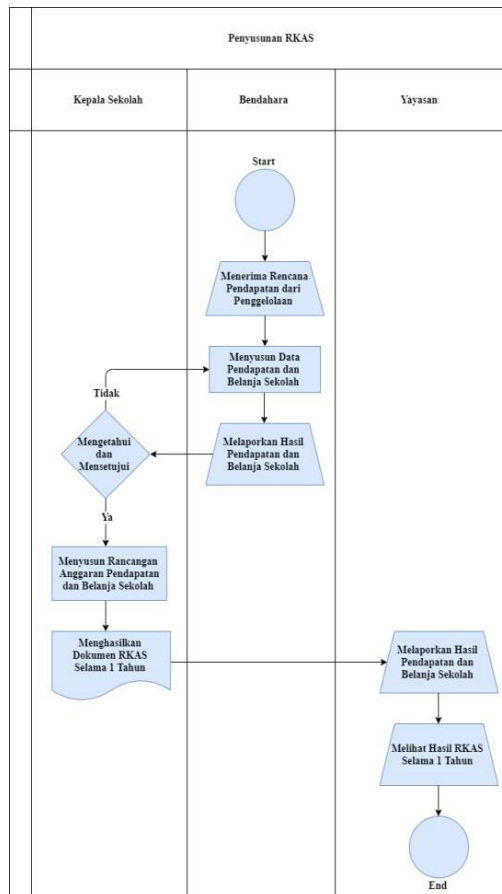 Penyusunan RKAS
Kepala Sekolah
Bendahara
Yayasan
Start
Menerima Rencana
Pendapatan dari
Penggelolaan
Menyusun Data
Pendapatan dan
Belanja Sekolah
Tidak
Mengetahui
dan
Mensetujui
Melaporkan Hasil
Pendapatan dan
Belanja Sekolah
Ya
Menyusun Rancangan
Anggaran Pendapatan
dan Belanja Sekolah
Menghasilkan
Dokumen RKAS
Selama 1 Tahun
Melaporkan Hasil
Pendapatan dan
Belanja Sekolah
Melihat Hasil RKAS
Selama 1 Tahun
End